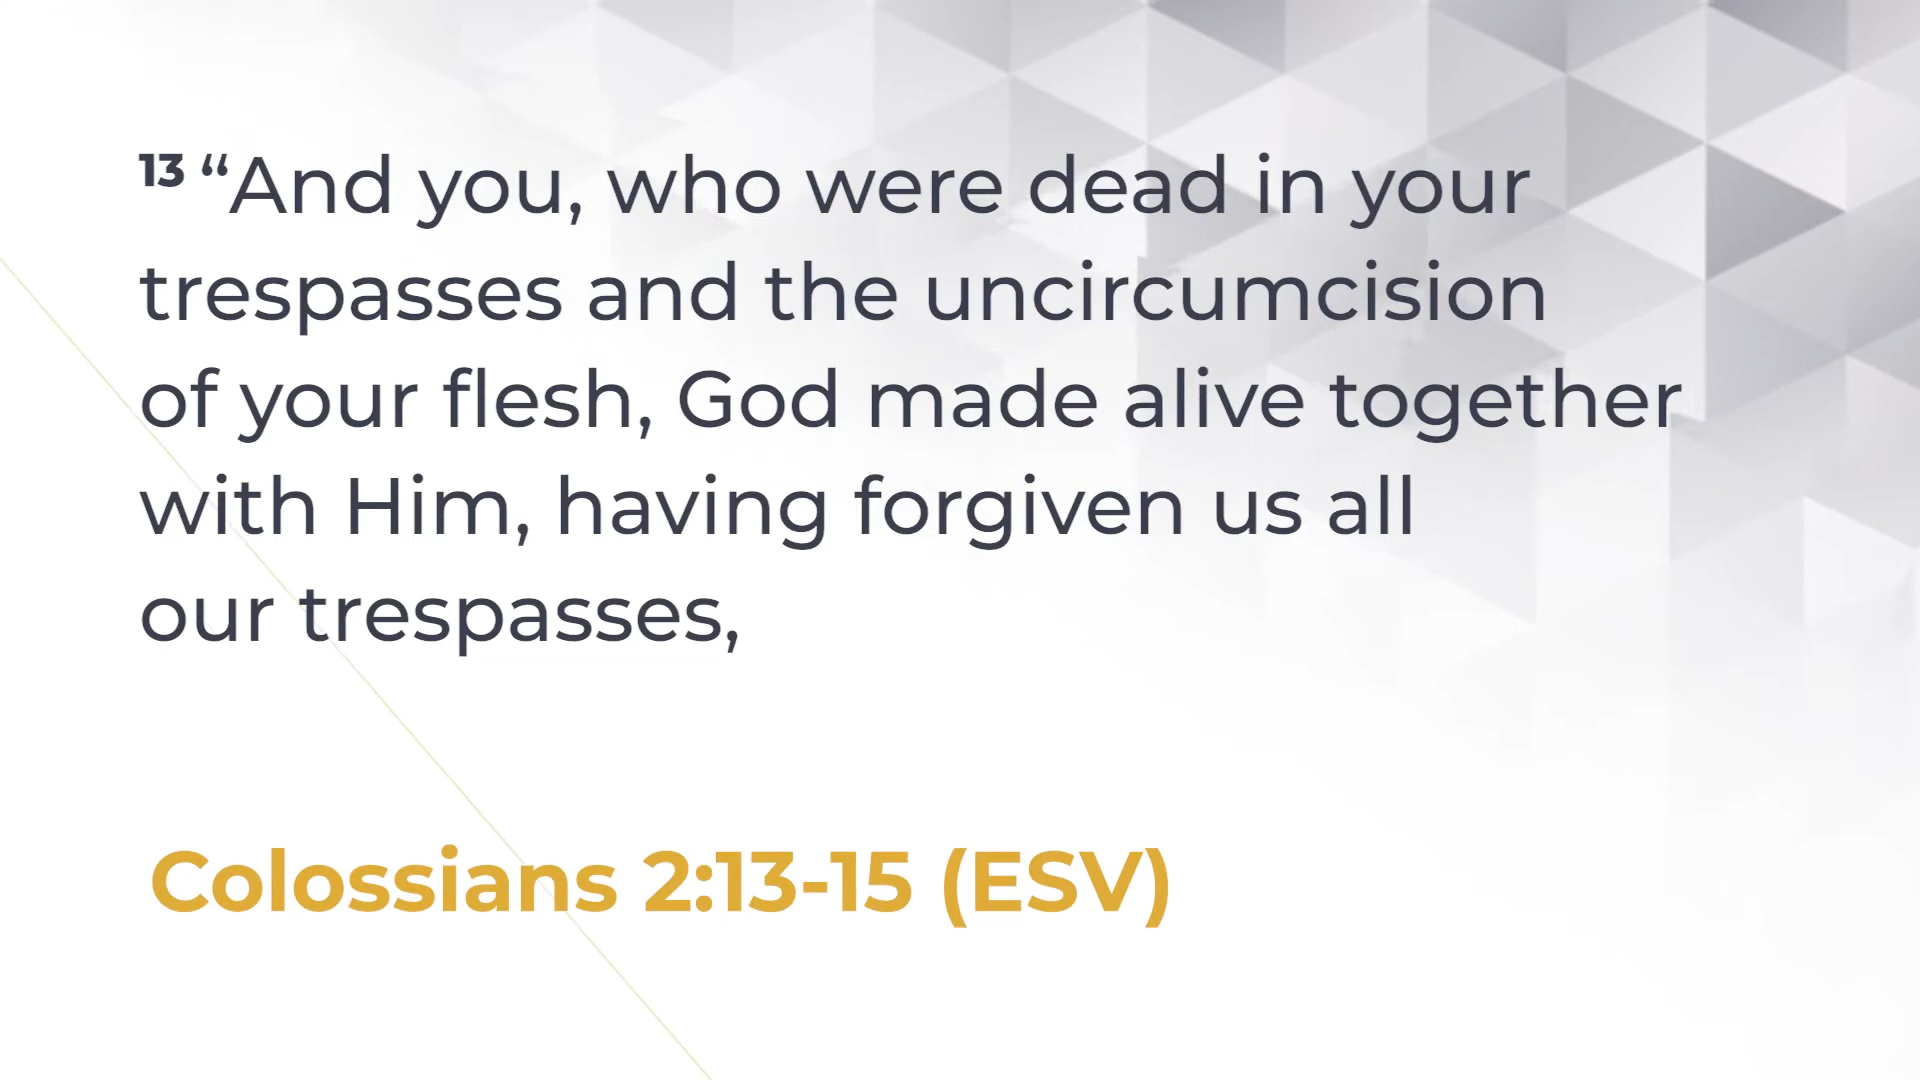 13 “And you, who were dead in your
trespasses and the uncircumcision
of your flesh, God made alive together
with Him, having forgiven us all
our trespasses,
Colossians 2:13-15 (ESV)